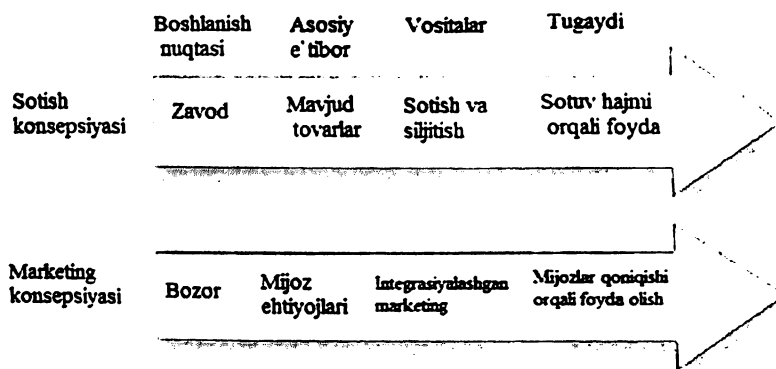 Boshlanish nuqtasi
Asosiy e`tibor
Vositalar
Tugaydi
Sotish konsepsiyasi
Zavod
Mavjud tovarlar
Sotish va siljitish
Sotuv hajmi orqali foyda
Marketing konsepsiyasi
Bozor
Mijoz ehtiyojlari
Integrasiyalashgan marketing
Mijozlar qoniqishi orqali foyda olish